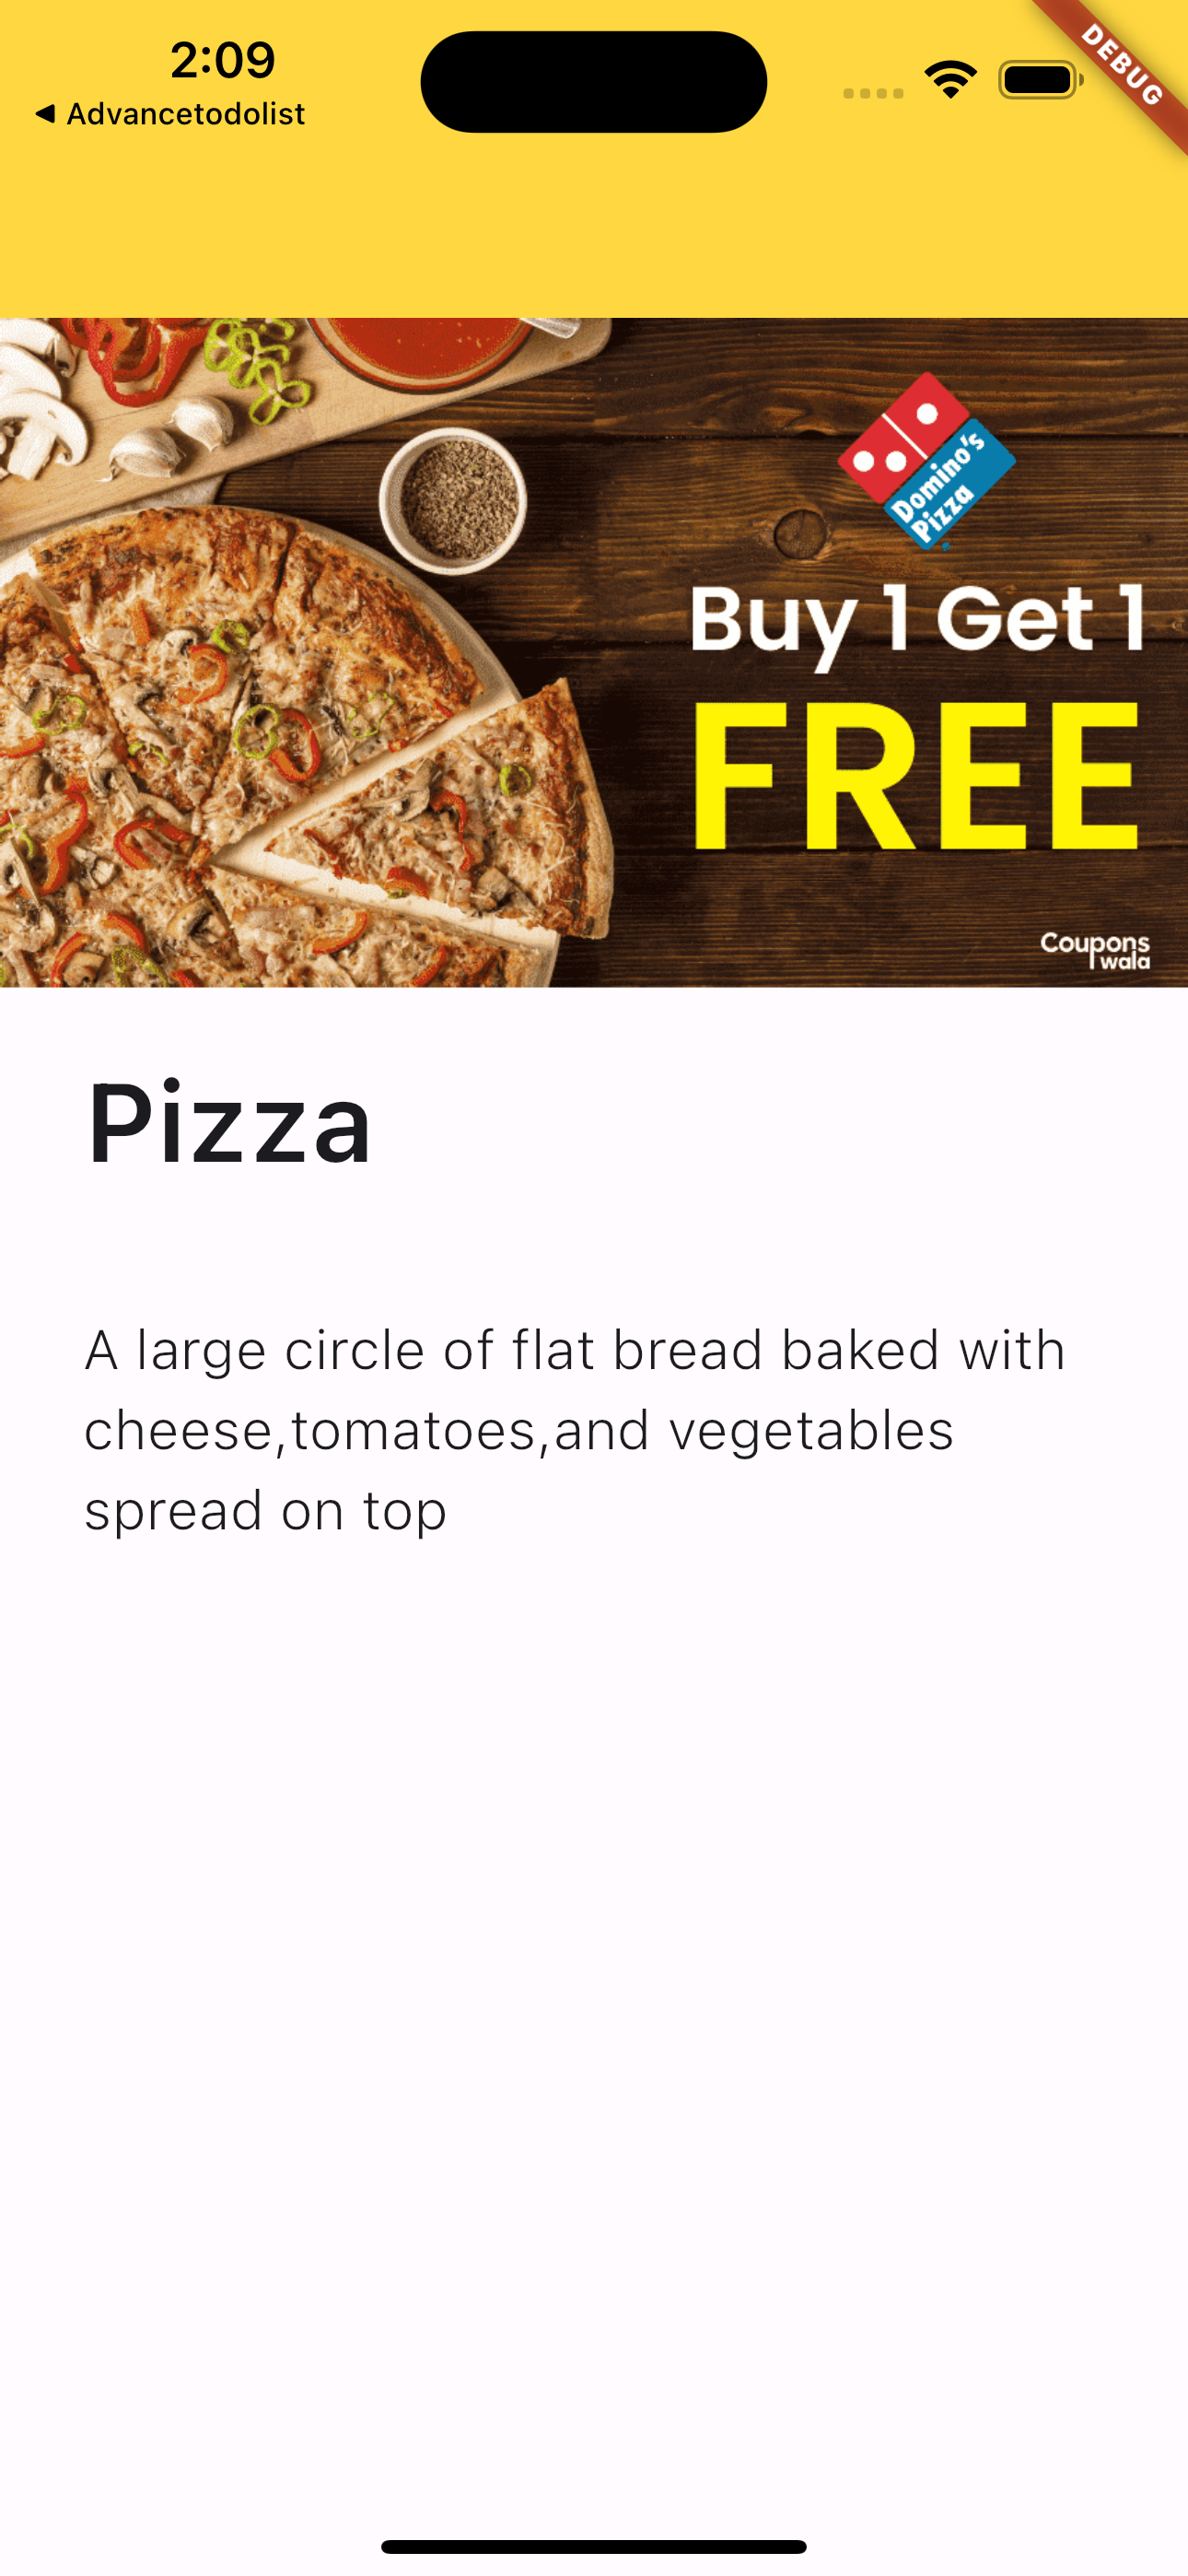 2:09
DEBUG
◀ Advancetodolist
Domino's
Pizza
Buy 1 Get 1
FREE
Coupons
wala
Pizza
A large circle of flat bread baked with
cheese,tomatoes,and vegetables
spread on top